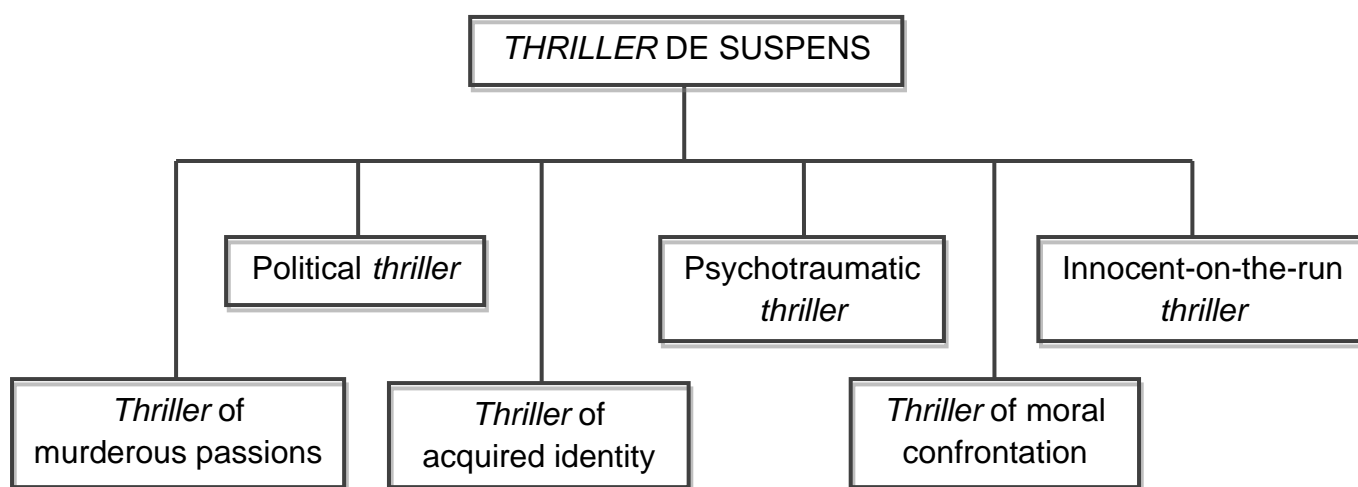 THRILLER DE SUSPENS
Political thriller
Psychotraumatic
thriller
Innocent-on-the-run
thriller
Thriller of
murderous passions
Thriller of
acquired identity
Thriller of moral
confrontation